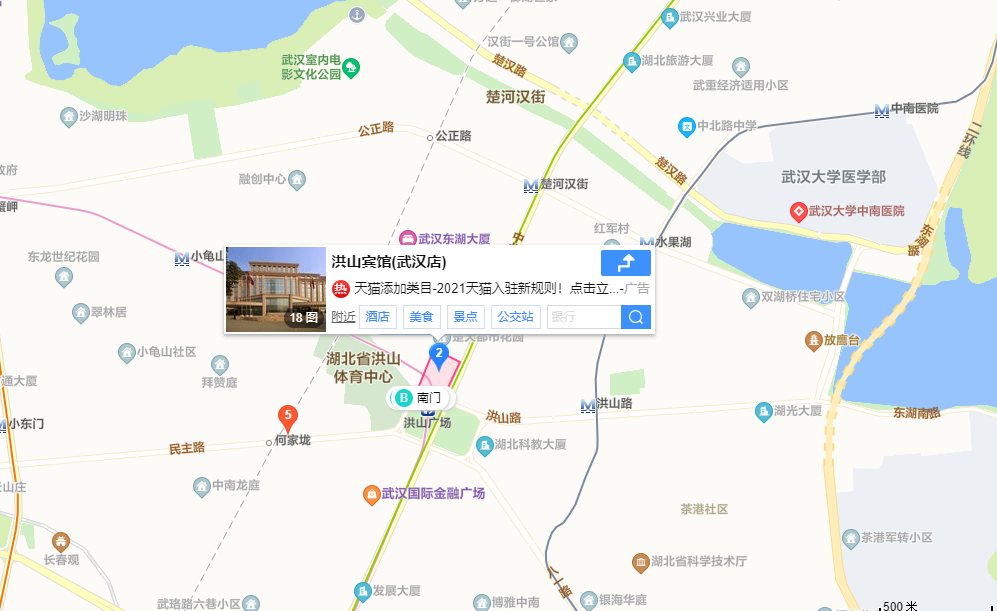 武汉兴业大厦
汉街一号公馆
武汉室内电
影文化公园
楚汉路
湖北旅游大厦
武重经济适用小区
楚河汉街
沙湖明珠
中南医院
公正路
公正路
中北路中学
二环线
融创中心
楚河汉街
楚汉路
武汉大学医学部
武汉大学中南医院
红军村
水果湖
东湖路
武汉东湖大厦
中
东龙世纪花园
小龟山
洪山宾馆(武汉店)
热 天猫添加类目-2021天猫入驻新规则！点击立...-广告
18 图
附近 酒店 美食 景点 公交站 银行
双湖桥住宅小区
翠林居
放鹰台
小龟山社区
拜赞庭
湖北省洪山
体育中心
2
B 南门
洪山广场
洪山路
洪山路
湖光大厦
东湖南路
通大厦
小东门
5
何家垅
民主路
湖北科教大厦
中南龙庭
武汉国际金融广场
云山庄
茶港社区
茶港军转小区
长春观
湖北省科学技术厅
发展大厦
八一路
武珞路六巷小区
博雅中南
银海华庭
500 米